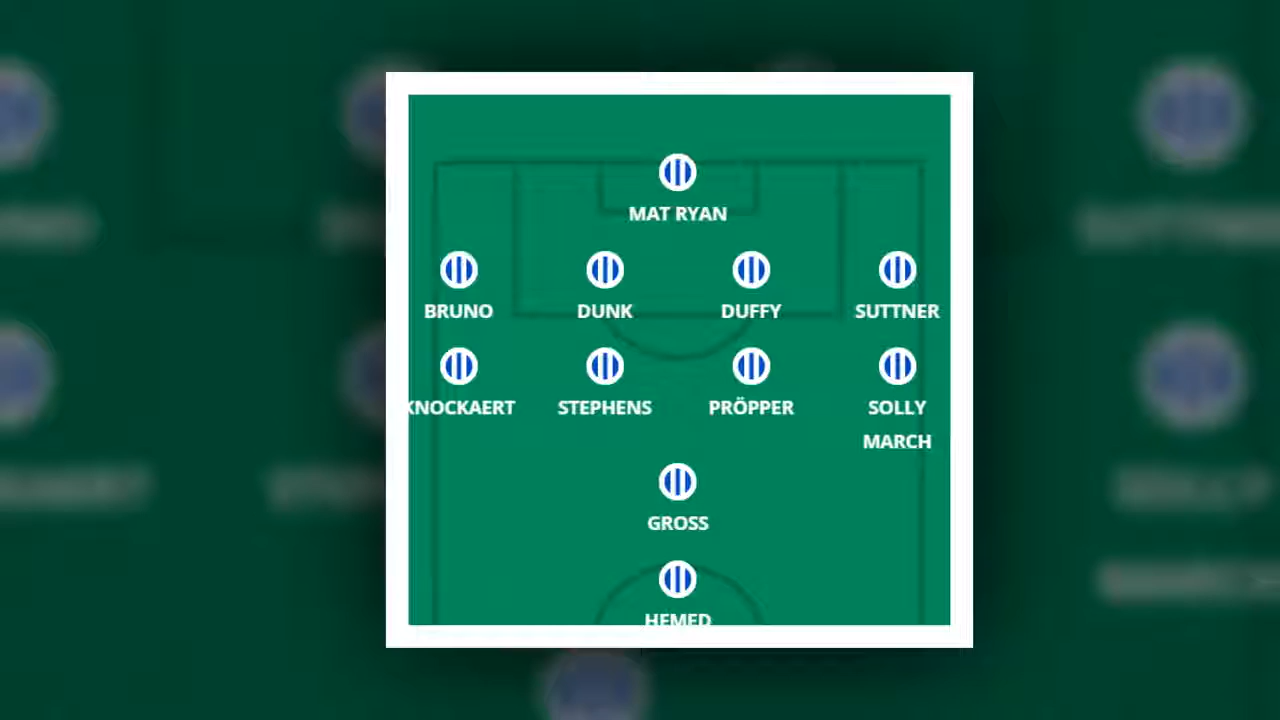 MAT RYAN
BRUNO DUNK DUFFY SUTTNER
KNOCKAERT STEPHENS PRÖPPER SOLLY
MARCH
GROSS
HEMED